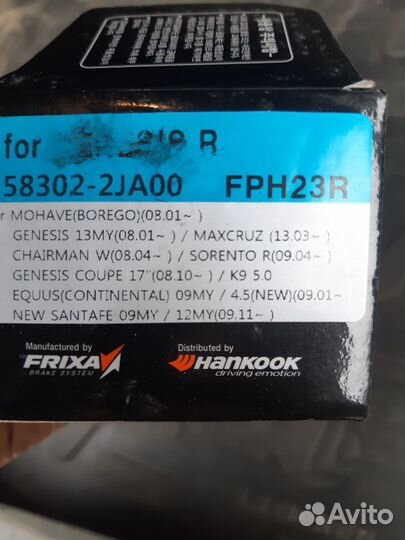 for R
58302-2JA00 FPH23R
MOHAVE(BOREGO)(08.01~ )
GENESIS 13MY(08.01~ ) / MAXCRUZ (13.03~ )
CHAIRMAN W(08.04~ ) / SORENTO R(09.04~ )
GENESIS COUPE 17"(08.10~ ) / K9 5.0
EQUUS(CONTINENTAL) 09MY / 4.5(NEW)(09.01~
NEW SANTAFE 09MY / 12MY(09.11~ )
Manufactured by Distributed by
FRIXA HANKOOK
BRAKE SYSTEM driving emotion
Avito